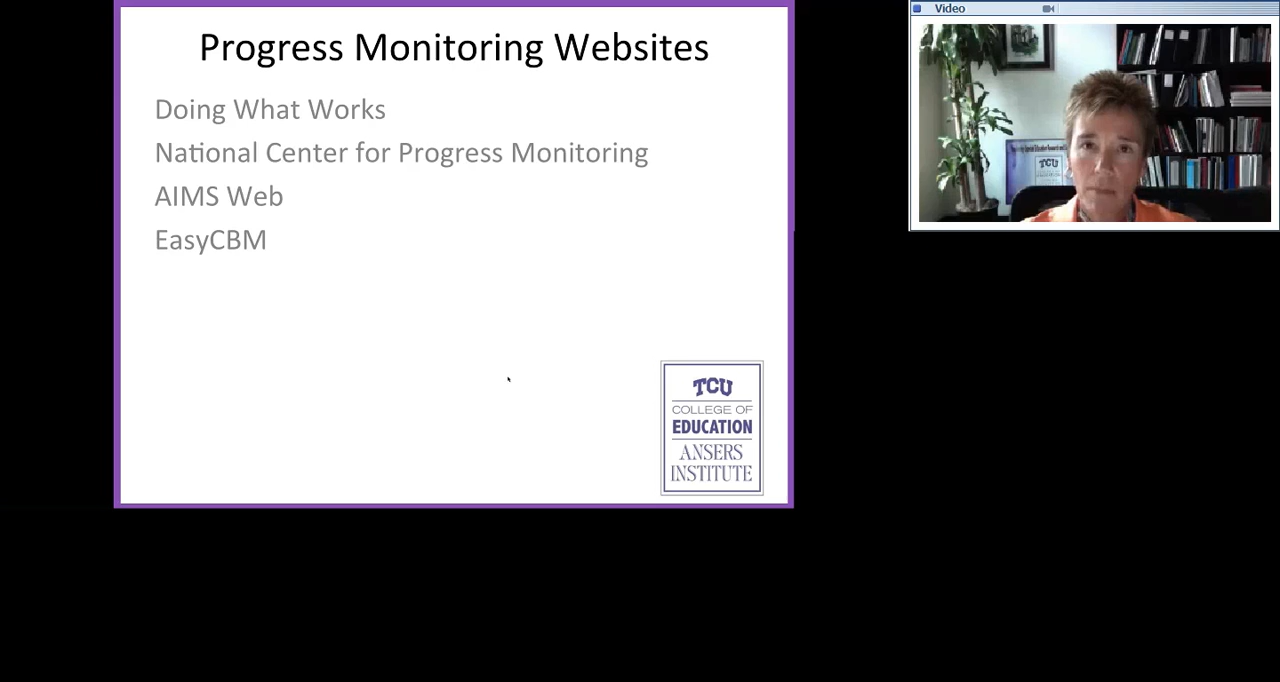 Progress Monitoring Websites
Doing What Works
National Center for Progress Monitoring
AIMS Web
EasyCBM
TCU
COLLEGE OF
EDUCATION
ANSERS
INSTITUTE
Video
TCU